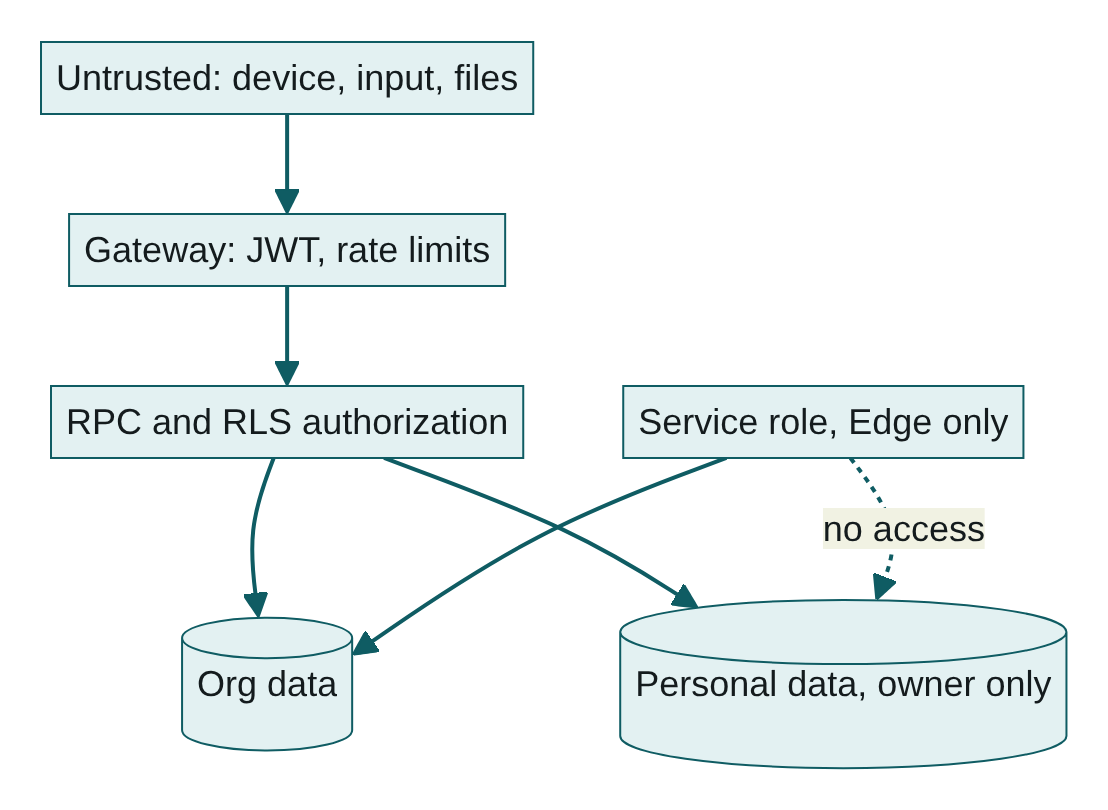 Untrusted: device, input, files
Gateway: JWT, rate limits
RPC and RLS authorization
Service role, Edge only
no access
Org data
Personal data, owner only